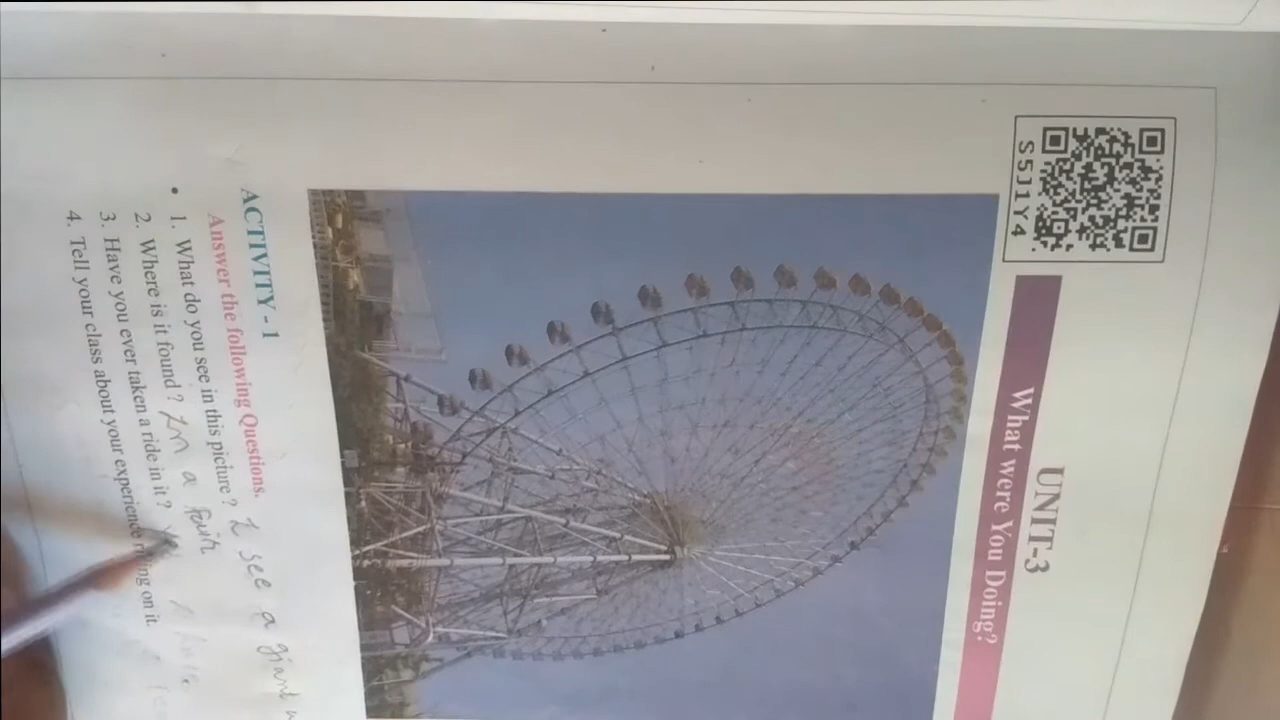 S5J1Y4
UNIT-3
What were You Doing?
ACTIVITY - 1
Answer the following Questions.
• 1. What do you see in this picture ? I see a giant
2. Where is it found ? In a fair
3. Have you ever taken a ride in it ?
4. Tell your class about your experience riding on it.